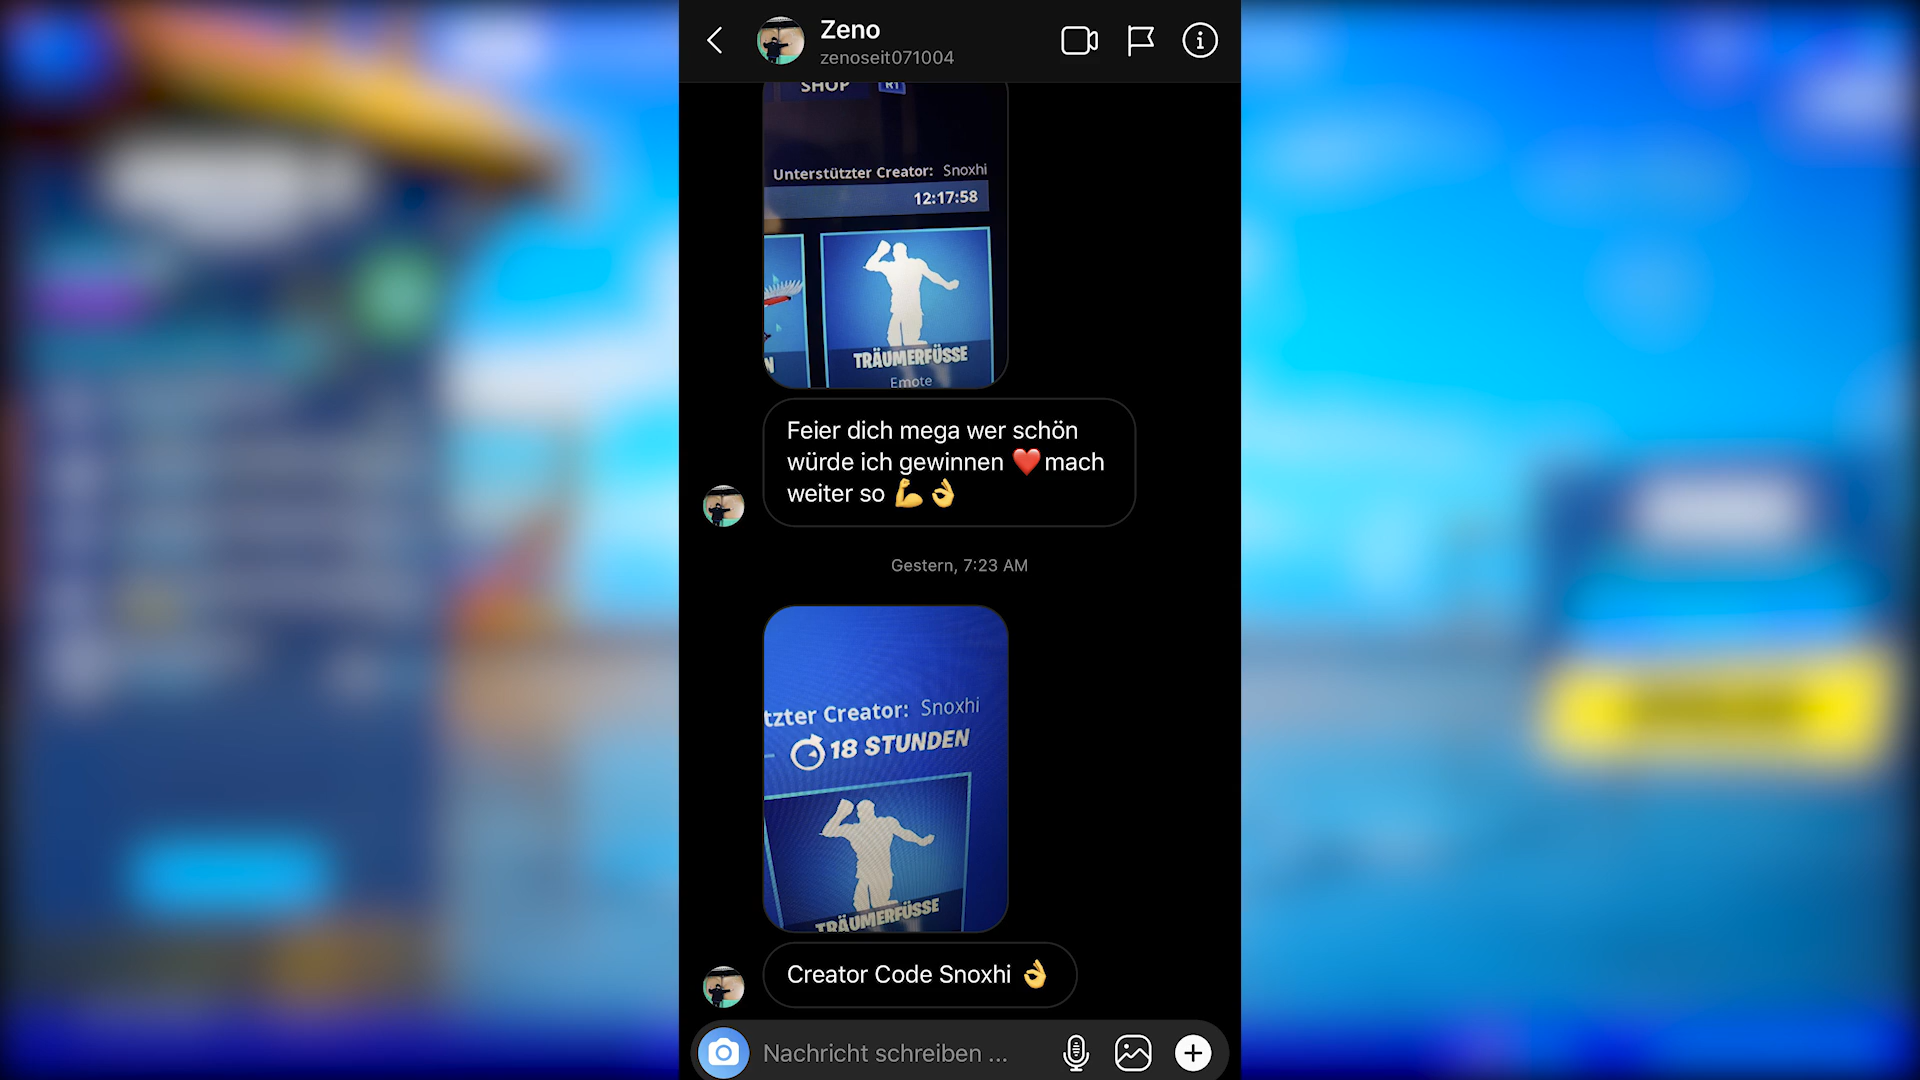 Zeno
zenoseit071004
SHOP R1
Unterstützter Creator: Snoxhi
12:17:58
TRÄUMERFÜSSE
Emote
Feier dich mega wer schön
würde ich gewinnen ❤️mach
weiter so 💪👌
Gestern, 7:23 AM
tzter Creator: Snoxhi
18 STUNDEN
TRÄUMERFÜSSE
Creator Code Snoxhi 👌
Nachricht schreiben ...